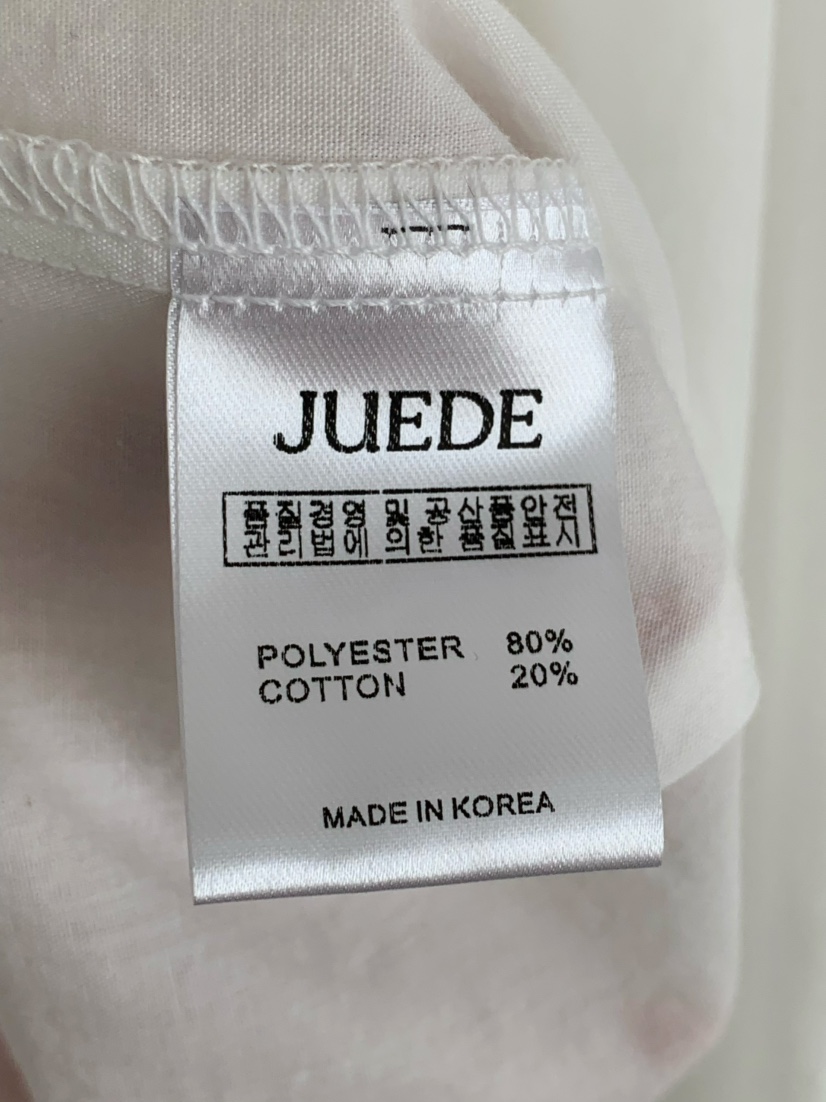 JUEDE
품질경영 및 공산품안전
관리법에 의한 품질표시
POLYESTER 80%
COTTON 20%
MADE IN KOREA